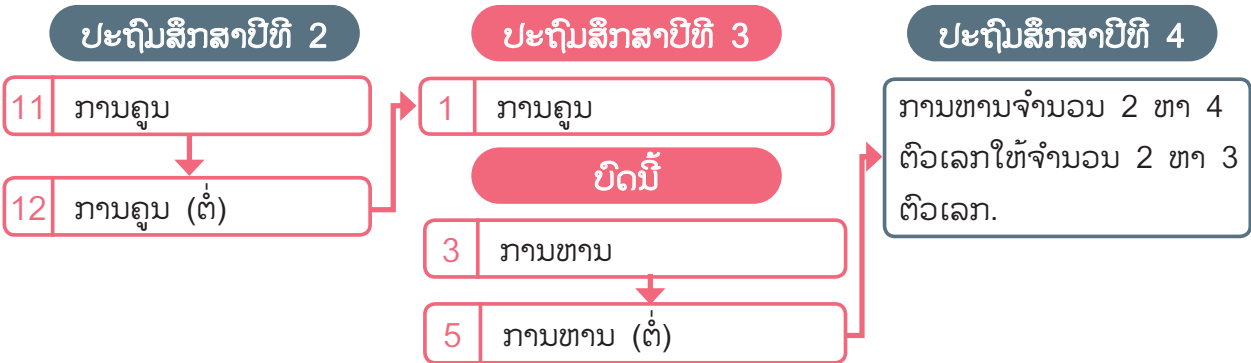 ປະຖົມສຶກສາປີທີ 2
11 ການຄູນ
12 ການຄູນ (ຕໍ່)
ປະຖົມສຶກສາປີທີ 3
1 ການຄູນ
ບົດນີ້
3 ການຫານ
5 ການຫານ (ຕໍ່)
ປະຖົມສຶກສາປີທີ 4
ການຫານຈຳນວນ 2 ຫາ 4
ຕົວເລກໃຫ້ຈຳນວນ 2 ຫາ 3
ຕົວເລກ.